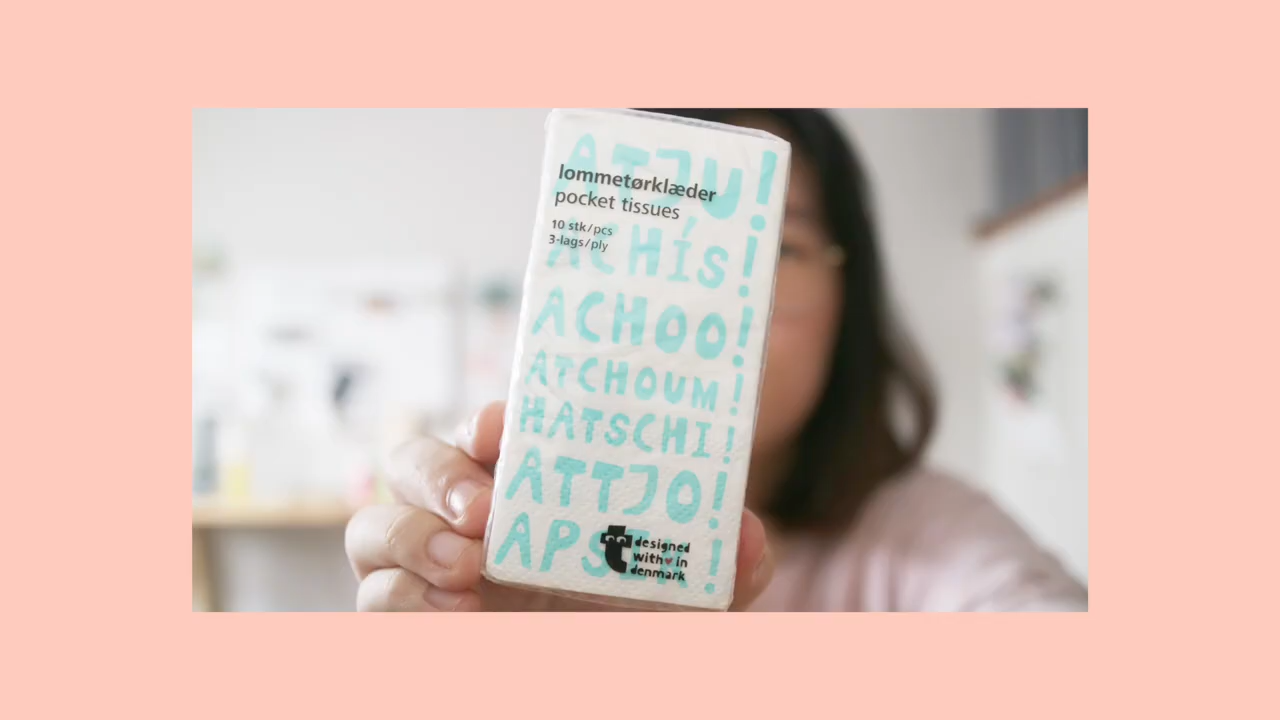 ATJU!
lommetørklæder
pocket tissues
10 stk/pcs
3-lags/ply
ACHÍS!
ACHOO!
ATCHOUM!
HATSCHI!
ATTJO!
designed
with♥in
denmark